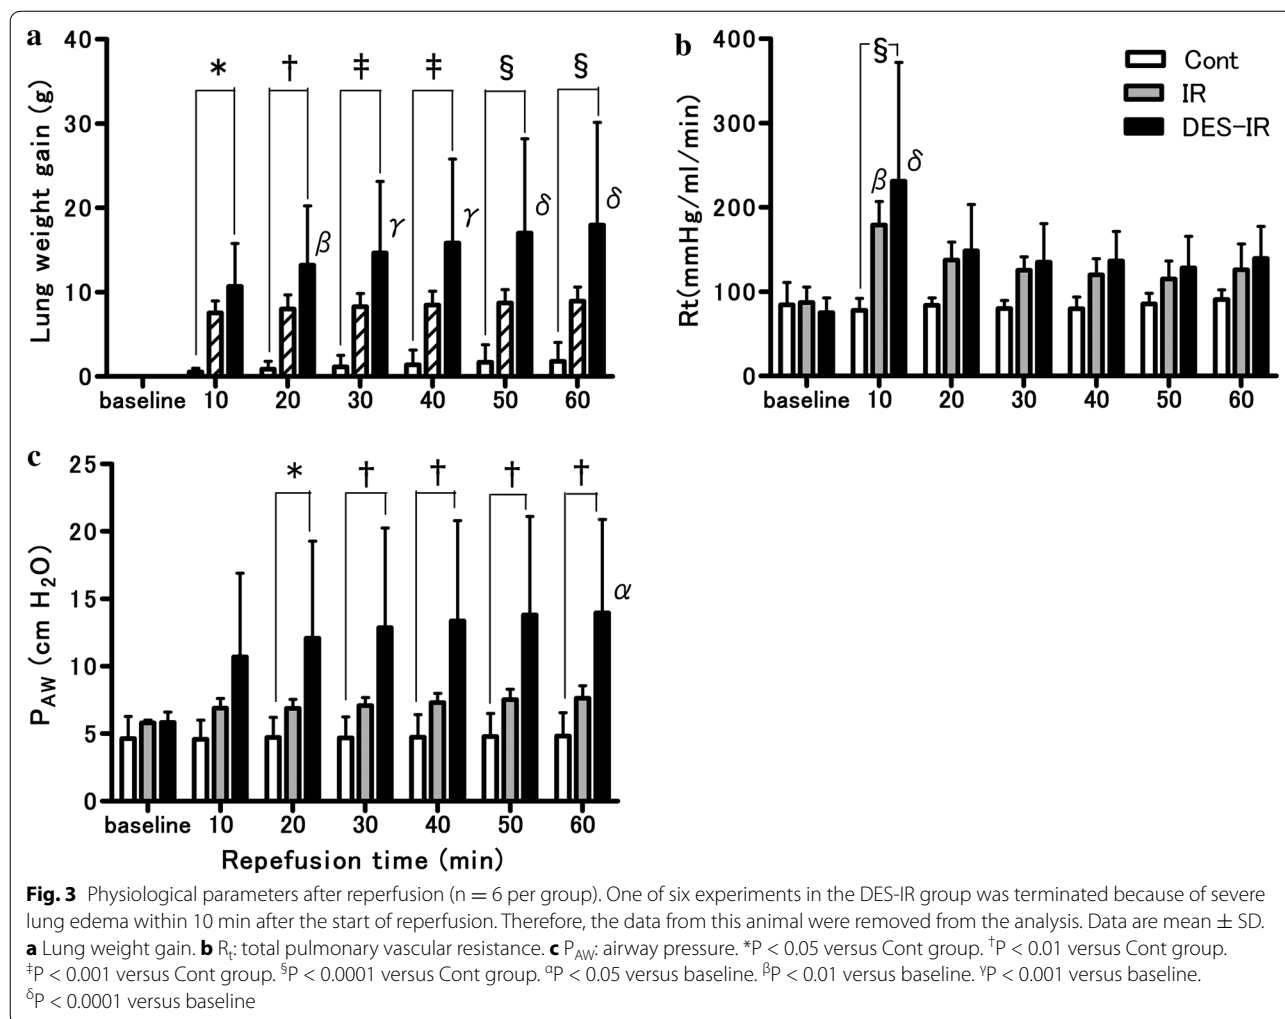 a
40
30
20
10
0
Lung weight gain (g)
* † ‡ ‡ § §
β γ γ δ δ
baseline 10 20 30 40 50 60
b
400
300
200
100
0
Rt(mmHg/ml/min)
§
β δ
Cont
IR
DES-IR
baseline 10 20 30 40 50 60
c
25
20
15
10
5
0
P_AW (cm H₂O)
* † † † †
α
baseline 10 20 30 40 50 60
Repefusion time (min)
Fig. 3 Physiological parameters after reperfusion (n = 6 per group). One of six experiments in the DES-IR group was terminated because of severe
lung edema within 10 min after the start of reperfusion. Therefore, the data from this animal were removed from the analysis. Data are mean ± SD.
a Lung weight gain. b Rₜ: total pulmonary vascular resistance. c P_AW: airway pressure. *P < 0.05 versus Cont group. †P < 0.01 versus Cont group.
‡P < 0.001 versus Cont group. §P < 0.0001 versus Cont group. αP < 0.05 versus baseline. βP < 0.01 versus baseline. γP < 0.001 versus baseline.
δP < 0.0001 versus baseline